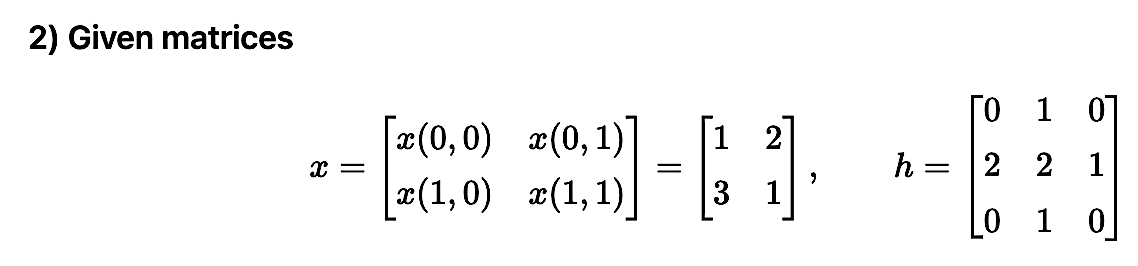 2) Given matrices
x = [x(0,0) x(0,1); x(1,0) x(1,1)] = [1 2; 3 1], h = [0 1 0; 2 2 1; 0 1 0]